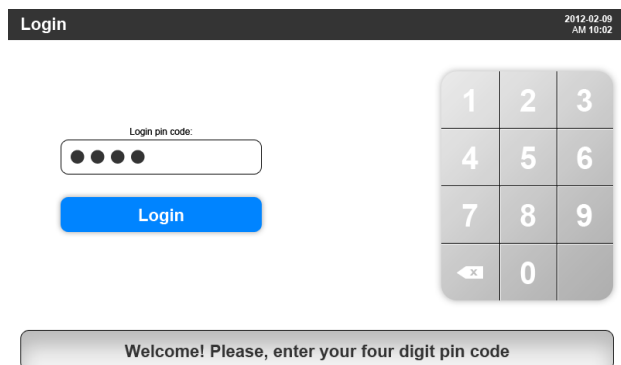 Login
2012-02-09
AM 10:02
Login pin code:
Login
1 2 3
4 5 6
7 8 9
0
Welcome! Please, enter your four digit pin code